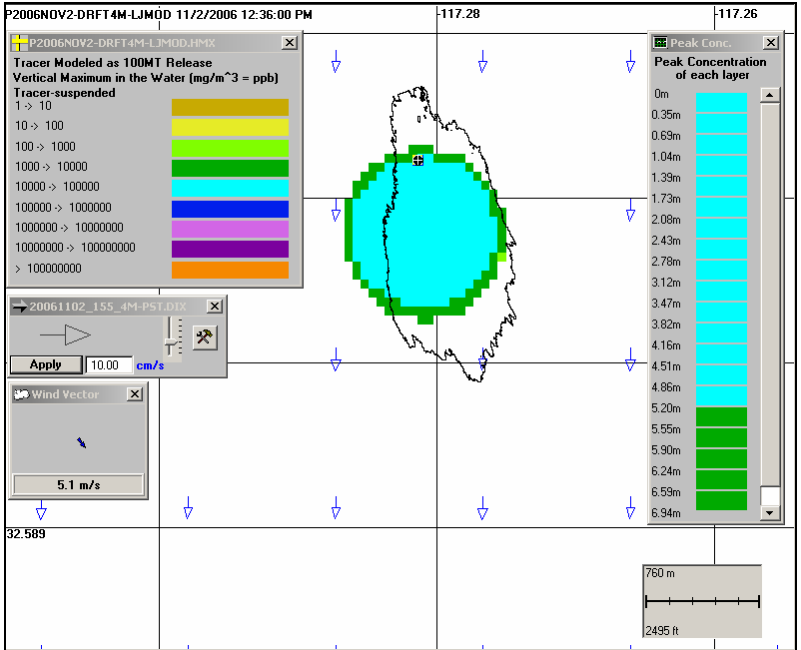 P2006NOV2-DRFT4M-LJMOD 11/2/2006 12:36:00 PM
-117.28
-117.26
P2006NOV2-DRFT4M-LJMOD.HMX
Tracer Modeled as 100MT Release
Vertical Maximum in the Water (mg/m^3 = ppb)
Tracer-suspended
1 -> 10
10 -> 100
100 -> 1000
1000 -> 10000
10000 -> 100000
100000 -> 1000000
1000000 -> 10000000
10000000 -> 100000000
> 100000000
20061102_155_4M-PST.DIX
Apply 10.00 cm/s
Wind Vector
5.1 m/s
32.589
Peak Conc.
Peak Concentration
of each layer
0m
0.35m
0.69m
1.04m
1.39m
1.73m
2.08m
2.43m
2.78m
3.12m
3.47m
3.82m
4.16m
4.51m
4.86m
5.20m
5.55m
5.90m
6.24m
6.59m
6.94m
760 m
2495 ft